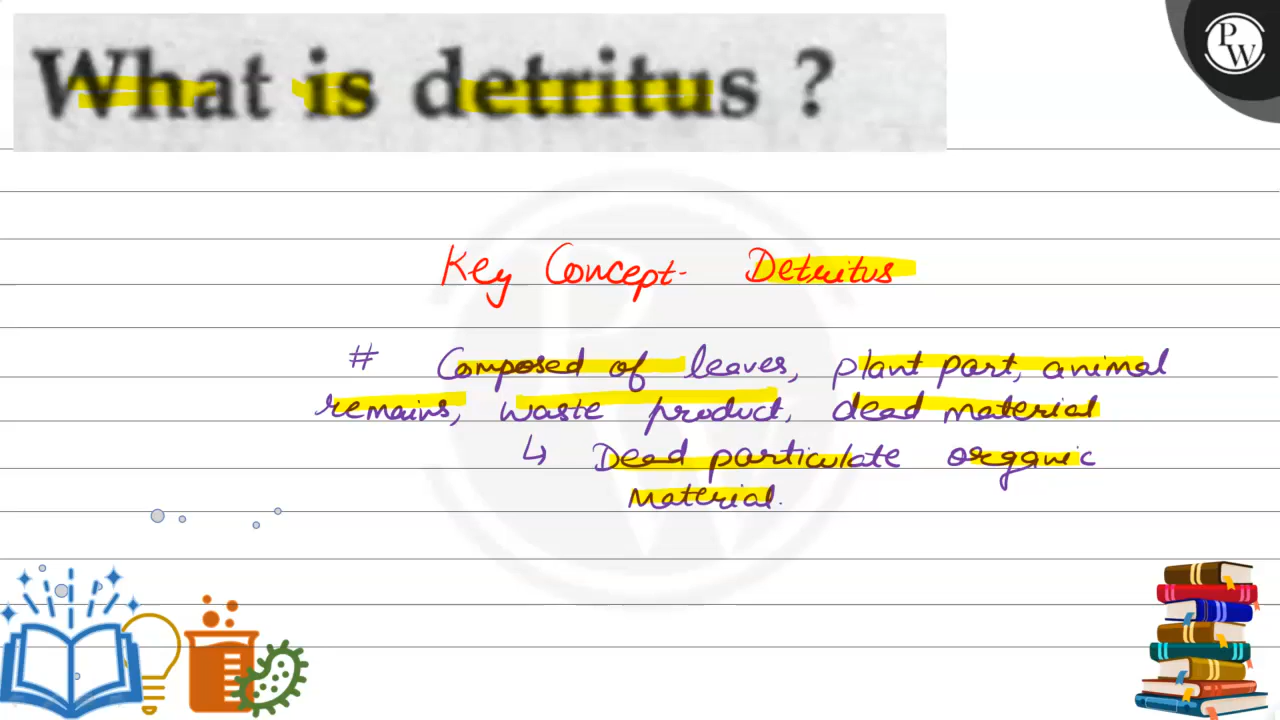 What is detritus ?
PW
Key Concept- Detritus
# Composed of leaves, plant part, animal
remains, waste product, dead material
↳ Dead particulate organic
material.